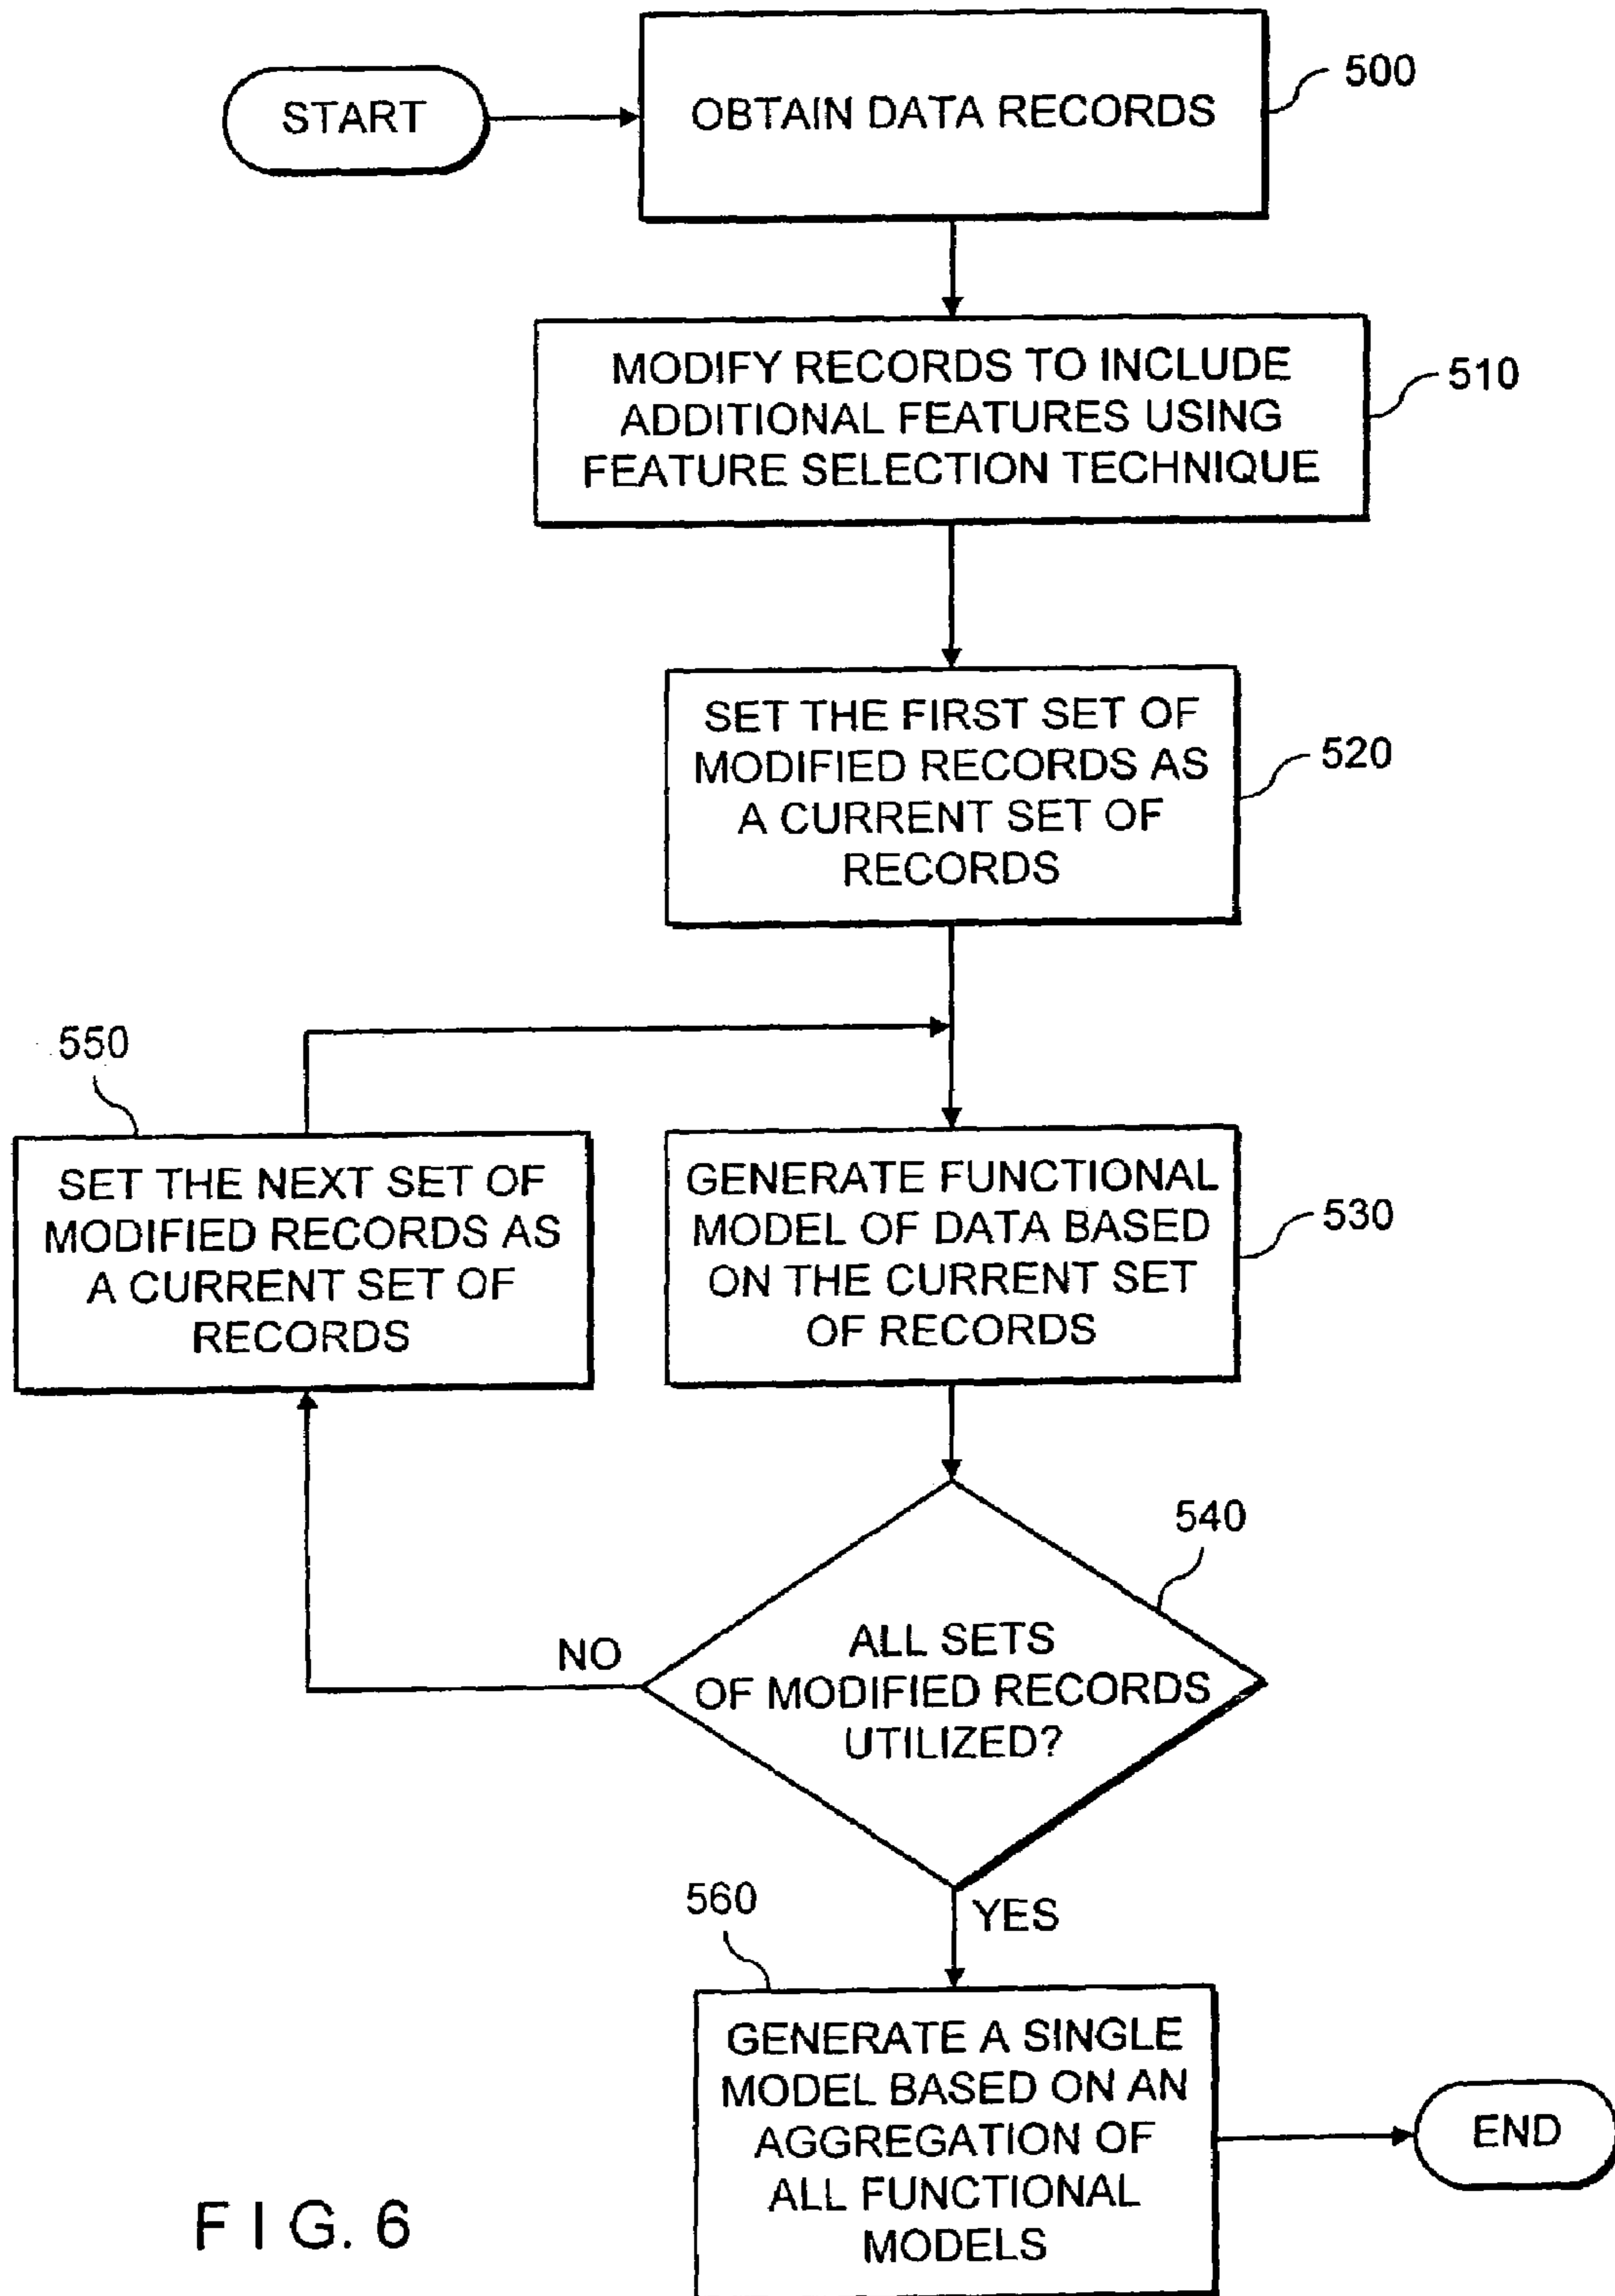 START
OBTAIN DATA RECORDS
500
MODIFY RECORDS TO INCLUDE
ADDITIONAL FEATURES USING
FEATURE SELECTION TECHNIQUE
510
SET THE FIRST SET OF
MODIFIED RECORDS AS
A CURRENT SET OF
RECORDS
520
550
SET THE NEXT SET OF
MODIFIED RECORDS AS
A CURRENT SET OF
RECORDS
GENERATE FUNCTIONAL
MODEL OF DATA BASED
ON THE CURRENT SET
OF RECORDS
530
540
ALL SETS
OF MODIFIED RECORDS
UTILIZED?
NO
YES
560
GENERATE A SINGLE
MODEL BASED ON AN
AGGREGATION OF
ALL FUNCTIONAL
MODELS
END
FIG. 6